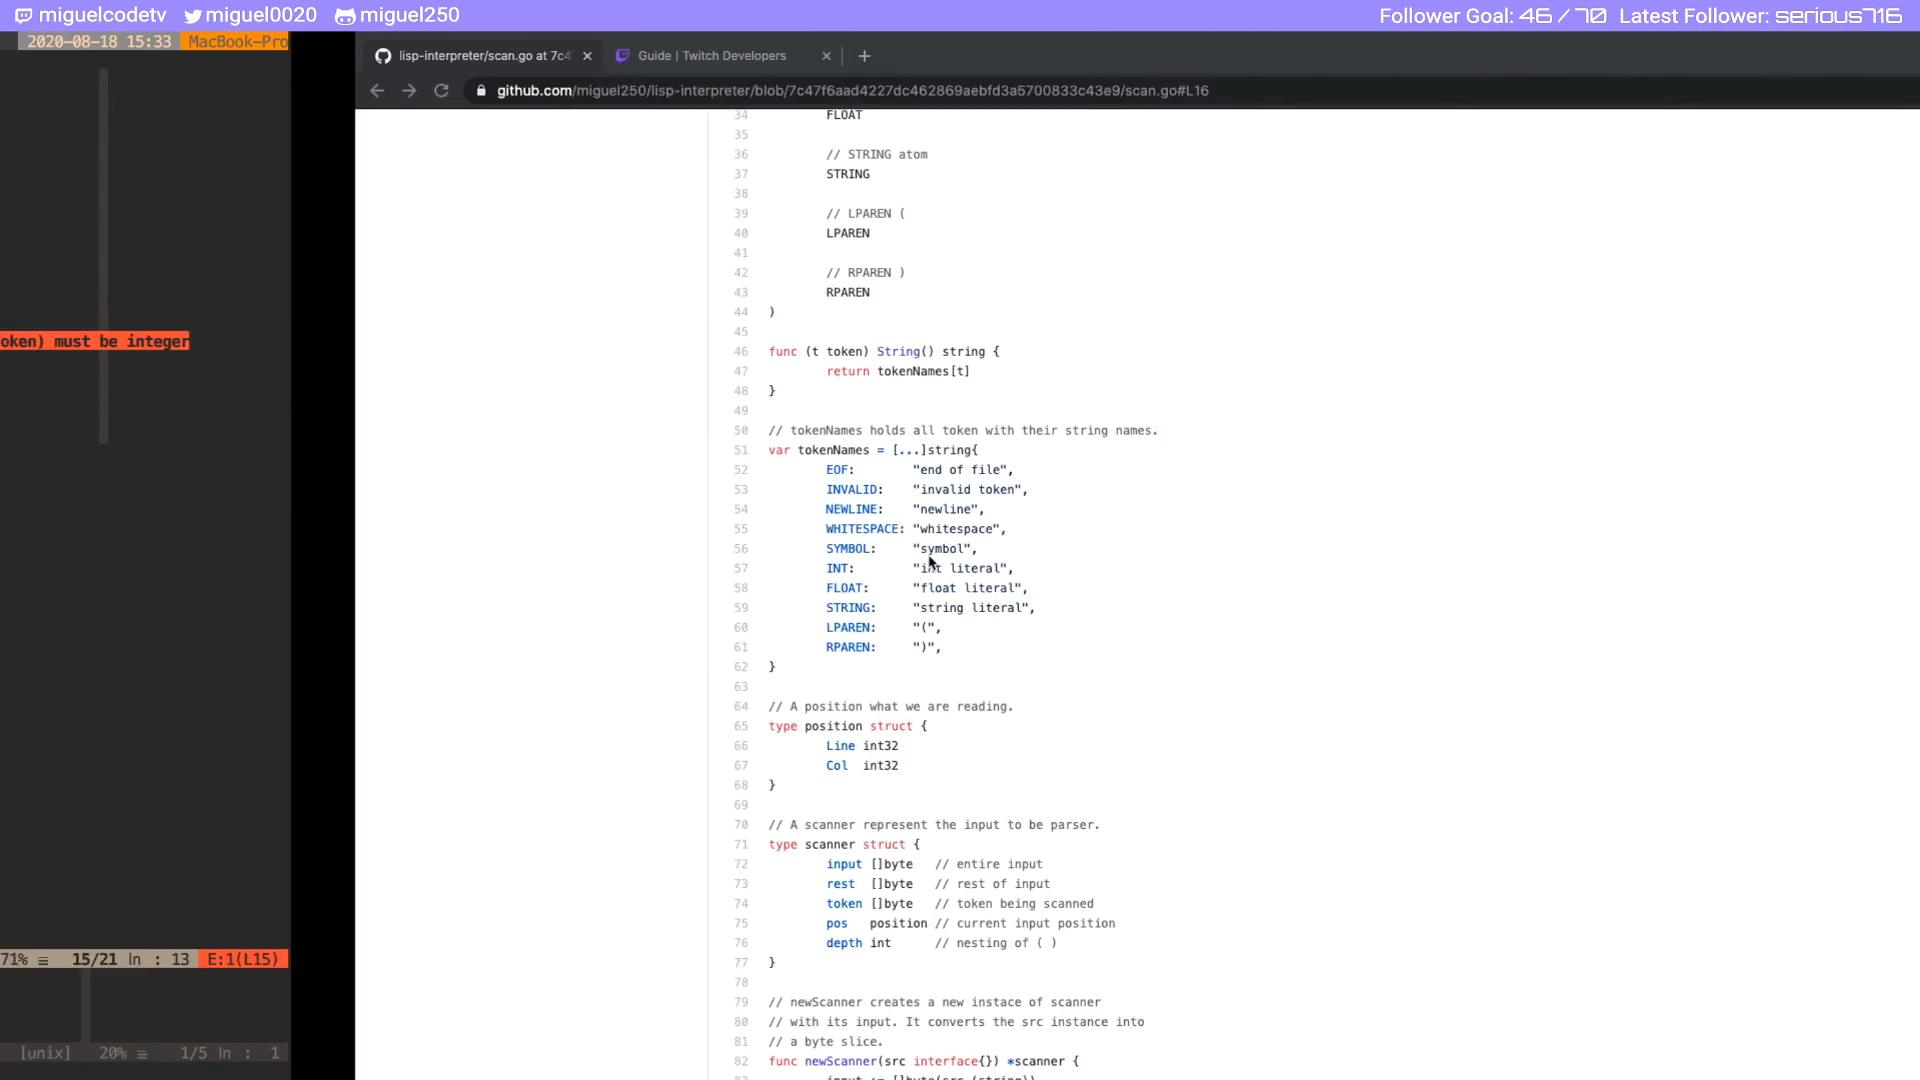 miguelcodetv miguel0020 miguel250 Follower Goal: 46/70 Latest Follower: serious716
2020-08-18 15:33 MacBook-Pro
lisp-interpreter/scan.go at 7c4 Guide | Twitch Developers
github.com/miguel250/lisp-interpreter/blob/7c47f6aad4227dc462869aebfd3a5700833c43e9/scan.go#L16
34 FLOAT
35
36 // STRING atom
37 STRING
38
39 // LPAREN (
40 LPAREN
41
42 // RPAREN )
43 RPAREN
44 )
45
oken) must be integer
46 func (t token) String() string {
47 return tokenNames[t]
48 }
49
50 // tokenNames holds all token with their string names.
51 var tokenNames = [...]string{
52 EOF: "end of file",
53 INVALID: "invalid token",
54 NEWLINE: "newline",
55 WHITESPACE: "whitespace",
56 SYMBOL: "symbol",
57 INT: "int literal",
58 FLOAT: "float literal",
59 STRING: "string literal",
60 LPAREN: "(",
61 RPAREN: ")",
62 }
63
64 // A position what we are reading.
65 type position struct {
66 Line int32
67 Col int32
68 }
69
70 // A scanner represent the input to be parser.
71 type scanner struct {
72 input []byte // entire input
73 rest []byte // rest of input
74 token []byte // token being scanned
75 pos position // current input position
76 depth int // nesting of ( )
77 }
78
79 // newScanner creates a new instace of scanner
80 // with its input. It converts the src instance into
81 // a byte slice.
82 func newScanner(src interface{}) *scanner {
71% ≡ 15/21 ln : 13 E:1(L15)
[unix] 20% ≡ 1/5 ln : 1